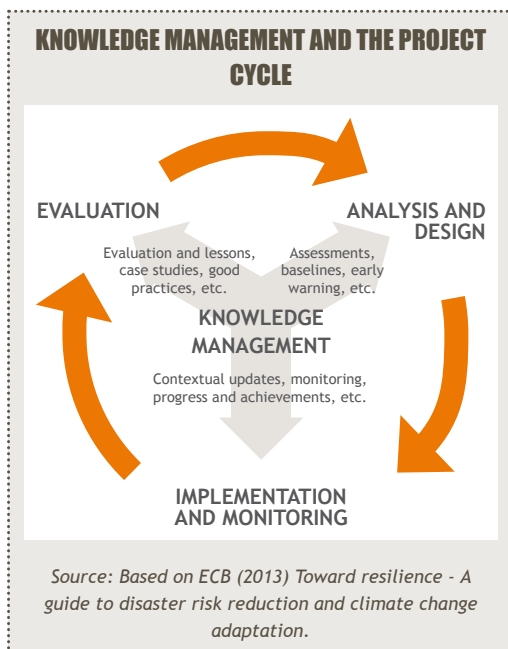 KNOWLEDGE MANAGEMENT AND THE PROJECT
CYCLE
EVALUATION
ANALYSIS AND
DESIGN
Evaluation and lessons,
case studies, good
practices, etc.
Assessments,
baselines, early
warning, etc.
KNOWLEDGE
MANAGEMENT
Contextual updates, monitoring,
progress and achievements, etc.
IMPLEMENTATION
AND MONITORING
Source: Based on ECB (2013) Toward resilience - A
guide to disaster risk reduction and climate change
adaptation.